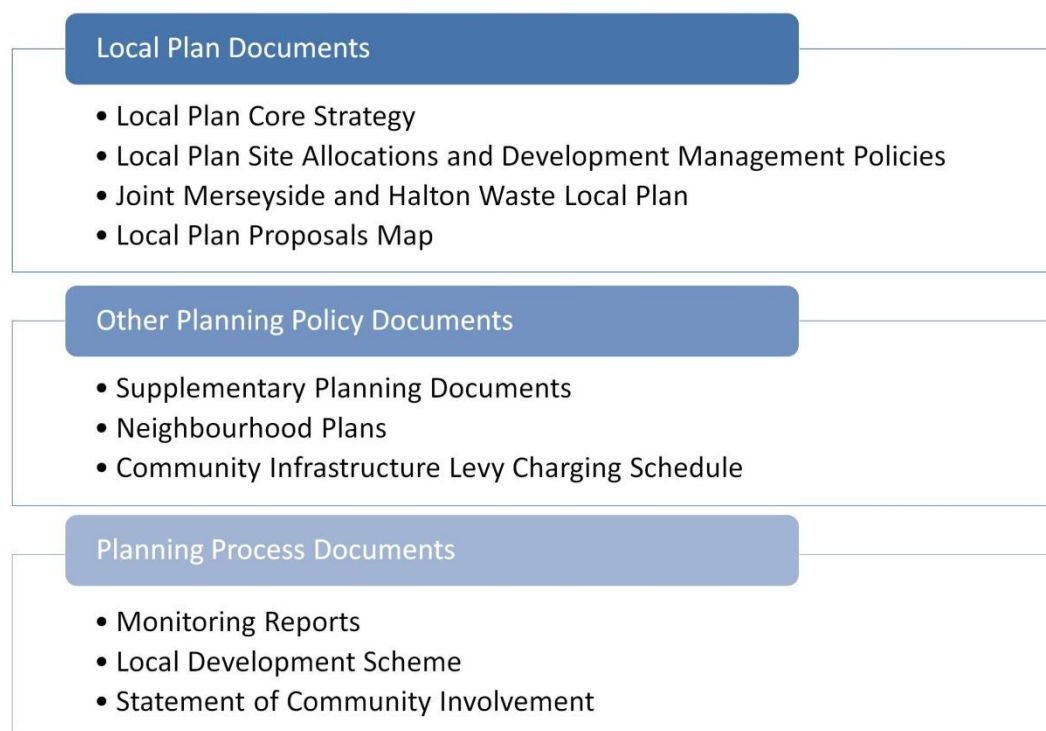 Local Plan Documents
• Local Plan Core Strategy
• Local Plan Site Allocations and Development Management Policies
• Joint Merseyside and Halton Waste Local Plan
• Local Plan Proposals Map
Other Planning Policy Documents
• Supplementary Planning Documents
• Neighbourhood Plans
• Community Infrastructure Levy Charging Schedule
Planning Process Documents
• Monitoring Reports
• Local Development Scheme
• Statement of Community Involvement